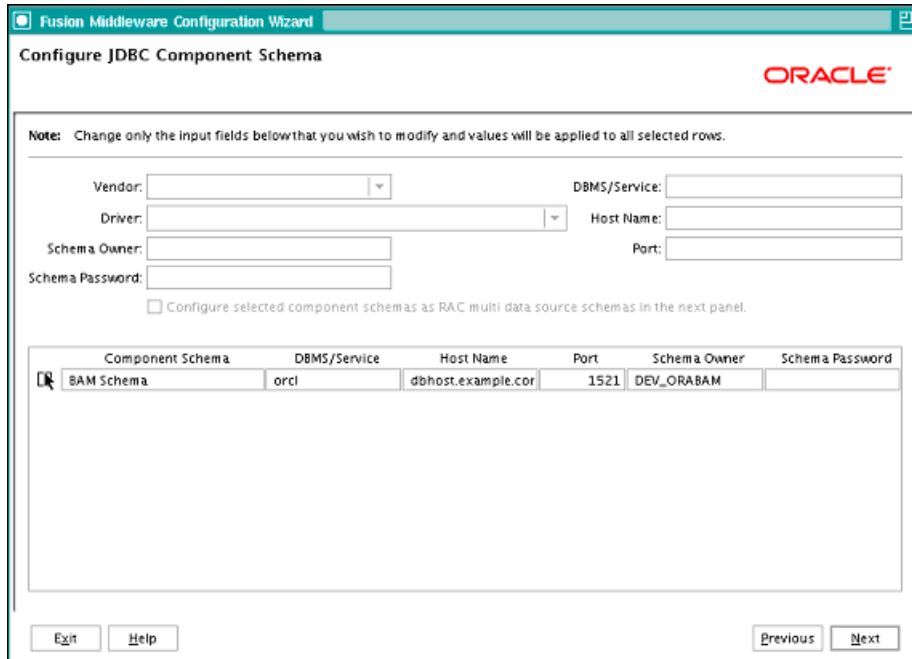 Fusion Middleware Configuration Wizard
Configure JDBC Component Schema
ORACLE
Note: Change only the input fields below that you wish to modify and values will be applied to all selected rows.
Vendor: DBMS/Service:
Driver: Host Name:
Schema Owner: Port:
Schema Password:
Configure selected component schemas as RAC multi data source schemas in the next panel.
Component Schema DBMS/Service Host Name Port Schema Owner Schema Password
BAM Schema orcl dbhost.example.cor 1521 DEV_ORABAM
Exit Help Previous Next